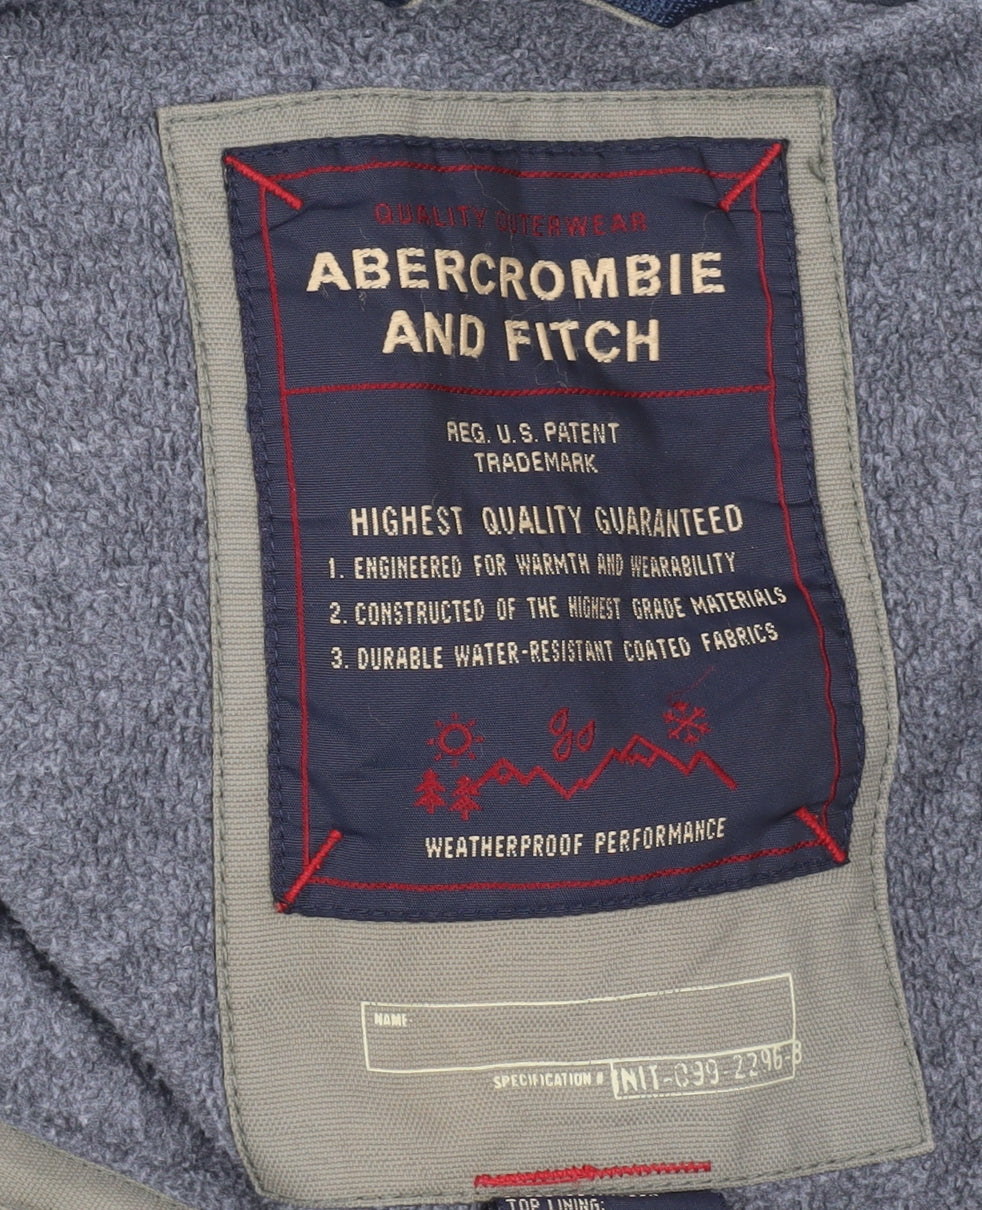 QUALITY OUTERWEAR
ABERCROMBIE
AND FITCH
REG. U.S. PATENT
TRADEMARK
HIGHEST QUALITY GUARANTEED
1. ENGINEERED FOR WARMTH AND WEARABILITY
2. CONSTRUCTED OF THE HIGHEST GRADE MATERIALS
3. DURABLE WATER-RESISTANT COATED FABRICS
WEATHERPROOF PERFORMANCE
NAME
SPECIFICATION #
TOP LINING: